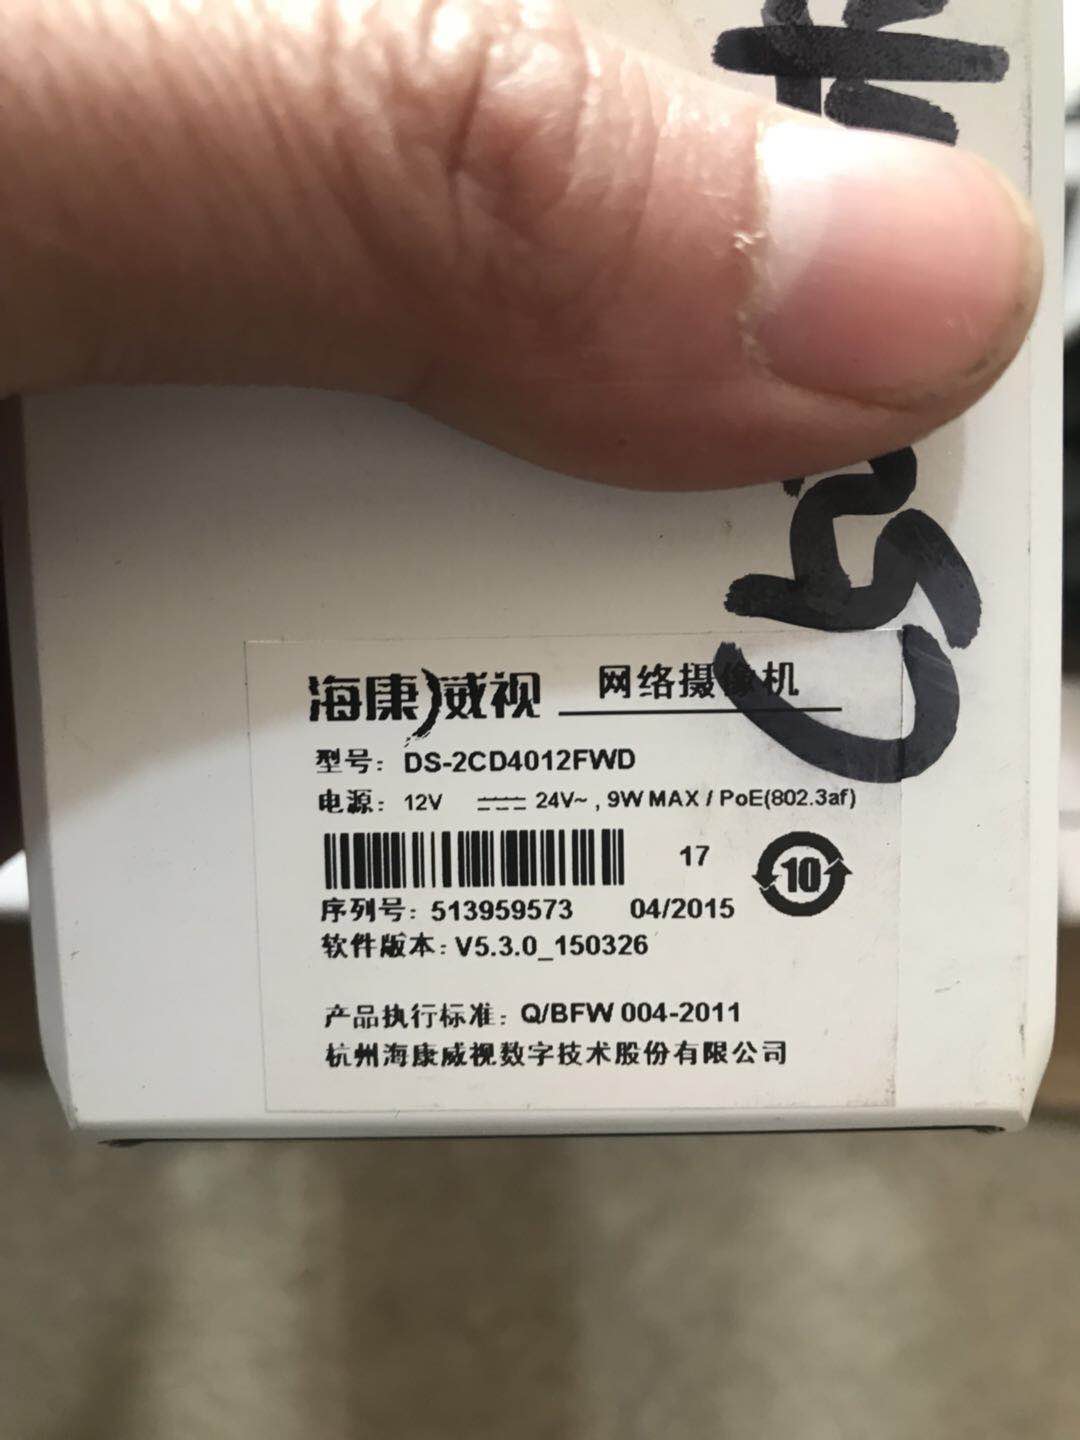 海康威视 网络摄像机
型号: DS-2CD4012FWD
电源: 12V ⎓ 24V~ , 9W MAX / PoE(802.3af)
17
10
序列号: 513959573 04/2015
软件版本: V5.3.0_150326
产品执行标准: Q/BFW 004-2011
杭州海康威视数字技术股份有限公司